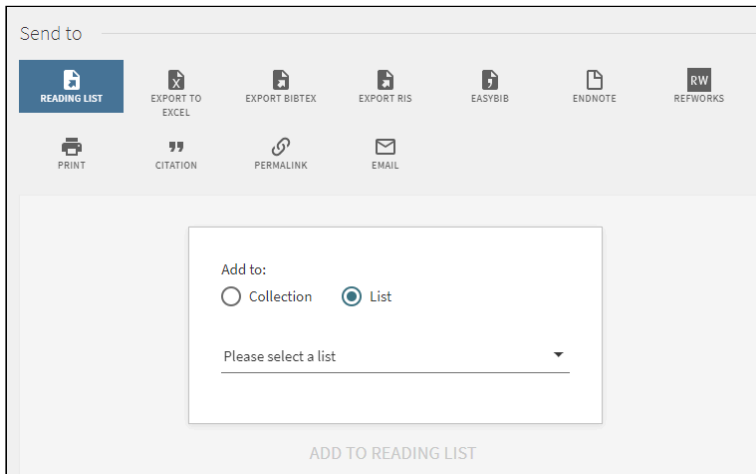 Send to
READING LIST
EXPORT TO
EXCEL
EXPORT BIBTEX
EXPORT RIS
EASYBIB
ENDNOTE
RW
REFWORKS
PRINT
CITATION
PERMALINK
EMAIL
Add to:
Collection
List
Please select a list
ADD TO READING LIST